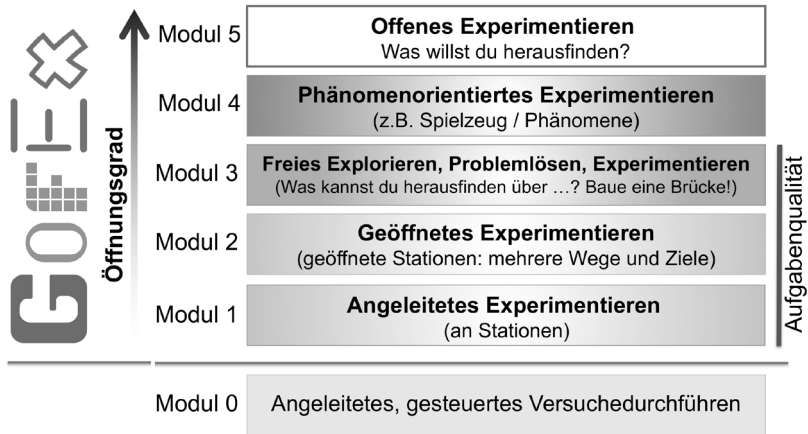 GOFEX
Öffnungsgrad
Modul 5
Offenes Experimentieren
Was willst du herausfinden?
Modul 4
Phänomenorientiertes Experimentieren
(z.B. Spielzeug / Phänomene)
Modul 3
Freies Explorieren, Problemlösen, Experimentieren
(Was kannst du herausfinden über ...? Baue eine Brücke!)
Modul 2
Geöffnetes Experimentieren
(geöffnete Stationen: mehrere Wege und Ziele)
Modul 1
Angeleitetes Experimentieren
(an Stationen)
Aufgabenqualität
Modul 0
Angeleitetes, gesteuertes Versuchedurchführen